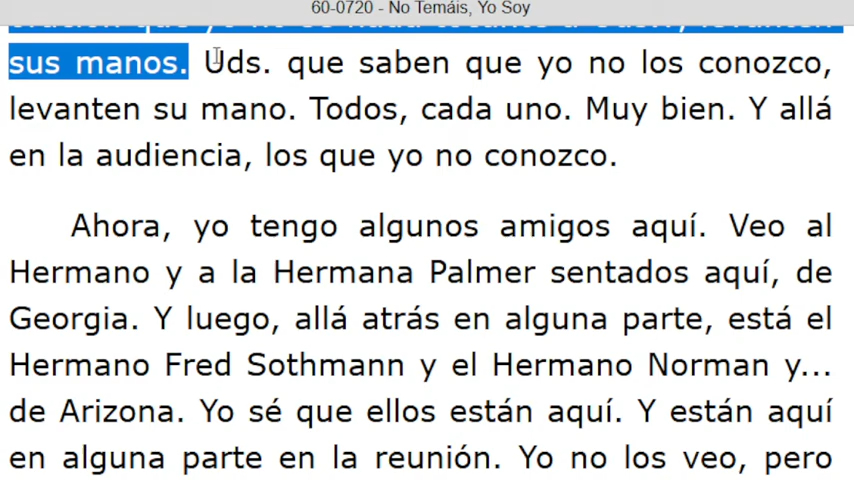 60-0720 - No Temáis, Yo Soy
sus manos. Uds. que saben que yo no los conozco,
levanten su mano. Todos, cada uno. Muy bien. Y allá
en la audiencia, los que yo no conozco.
Ahora, yo tengo algunos amigos aquí. Veo al
Hermano y a la Hermana Palmer sentados aquí, de
Georgia. Y luego, allá atrás en alguna parte, está el
Hermano Fred Sothmann y el Hermano Norman y...
de Arizona. Yo sé que ellos están aquí. Y están aquí
en alguna parte en la reunión. Yo no los veo, pero